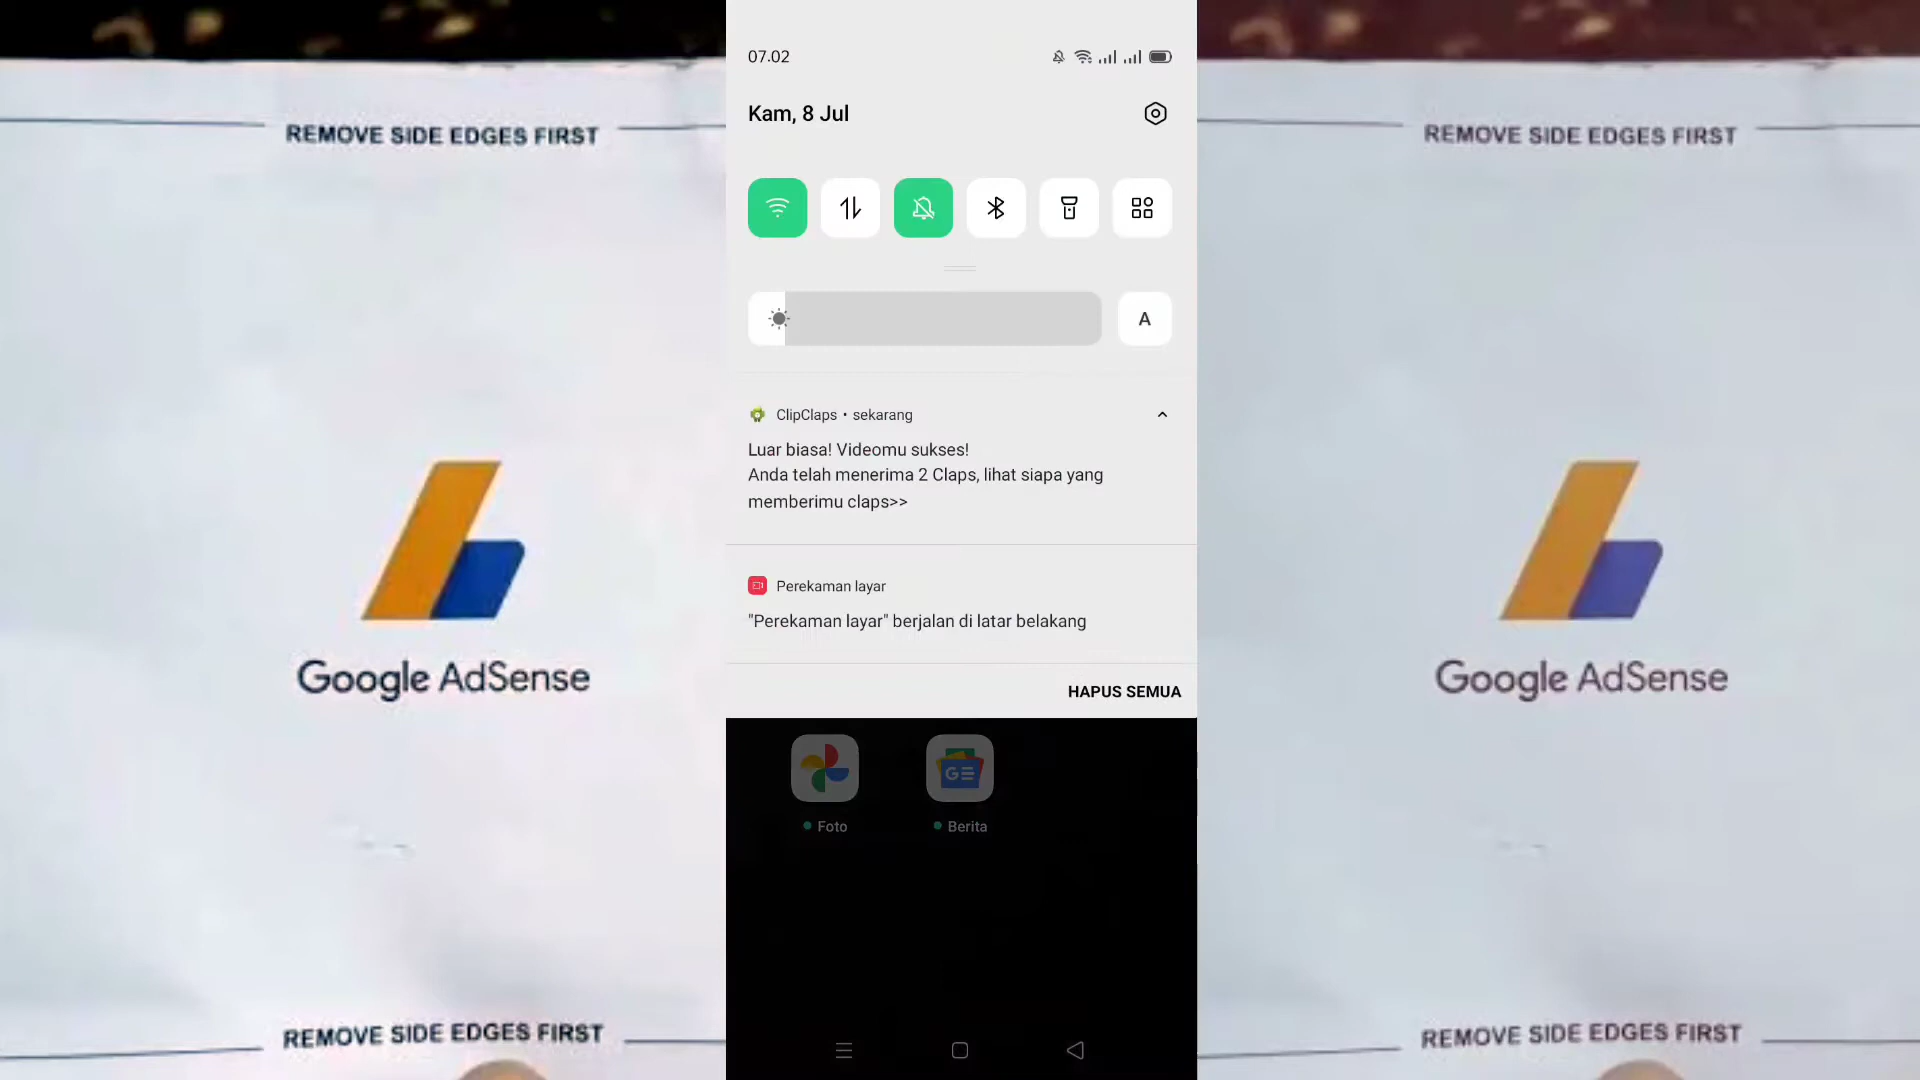 REMOVE SIDE EDGES FIRST
Google AdSense
REMOVE SIDE EDGES FIRST
07.02
Kam, 8 Jul
A
ClipClaps • sekarang
Luar biasa! Videomu sukses!
Anda telah menerima 2 Claps, lihat siapa yang
memberimu claps>>
Perekaman layar
"Perekaman layar" berjalan di latar belakang
HAPUS SEMUA
GE
Foto
Berita
REMOVE SIDE EDGES FIRST
Google AdSense
REMOVE SIDE EDGES FIRST